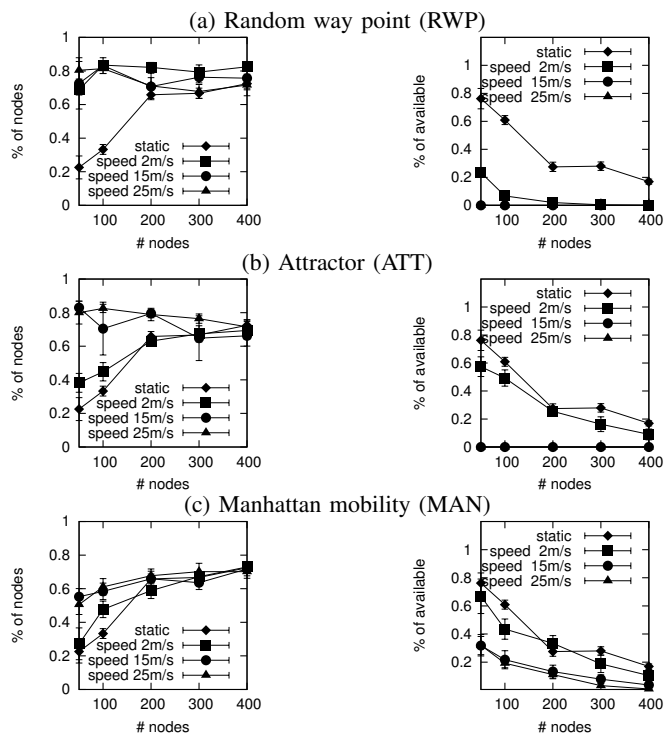 (a) Random way point (RWP)
% of nodes
1
0.8
0.6
0.4
0.2
0
static
speed 2m/s
speed 15m/s
speed 25m/s
100 200 300 400
# nodes
% of available
1
0.8
0.6
0.4
0.2
0
static
speed 2m/s
speed 15m/s
speed 25m/s
100 200 300 400
# nodes
(b) Attractor (ATT)
% of nodes
1
0.8
0.6
0.4
0.2
0
static
speed 2m/s
speed 15m/s
speed 25m/s
100 200 300 400
# nodes
% of available
1
0.8
0.6
0.4
0.2
0
static
speed 2m/s
speed 15m/s
speed 25m/s
100 200 300 400
# nodes
(c) Manhattan mobility (MAN)
% of nodes
1
0.8
0.6
0.4
0.2
0
static
speed 2m/s
speed 15m/s
speed 25m/s
100 200 300 400
# nodes
% of available
1
0.8
0.6
0.4
0.2
static
speed 2m/s
speed 15m/s
speed 25m/s
100 200 300 400
# nodes